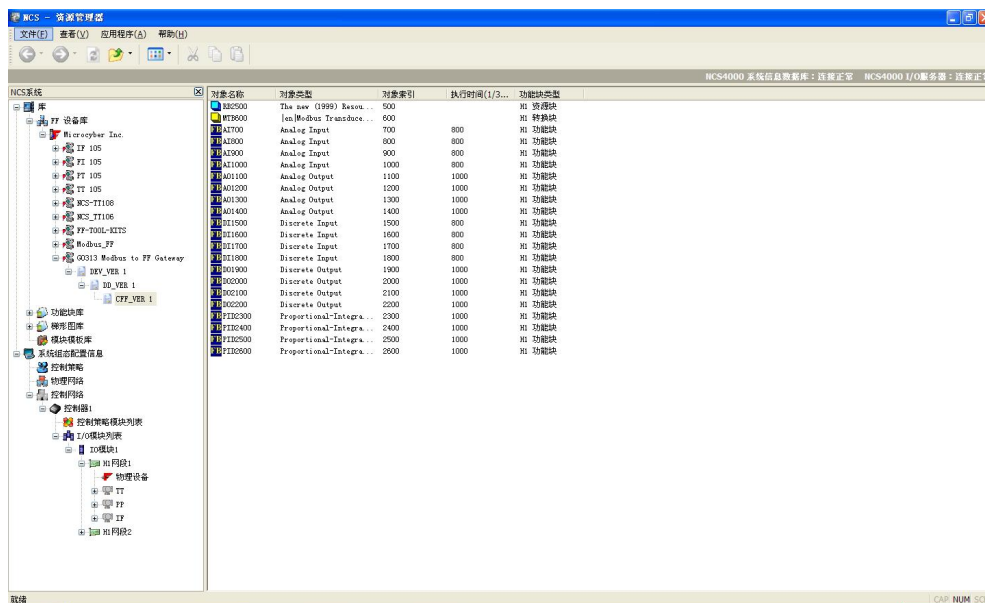 NCS - 资源管理器
文件(F) 查看(V) 应用程序(A) 帮助(H)
NCS4000 系统信息数据库：连接正常 NCS4000 I/O服务器：连接正
NCS系统
库
FF 设备库
Microcyber Inc.
IF 105
FI 105
PT 105
TT 105
NCS-TT108
NCS_TT106
FF-TOOL-KITS
Modbus_FF
G0313 Modbus to FF Gateway
DEV_VER 1
DD_VER 1
CFF_VER 1
功能块库
梯形图库
模块模板库
系统组态配置信息
控制策略
物理网络
控制网络
控制器1
控制策略模块列表
I/O模块列表
IO模块1
H1网段1
物理设备
TT
PP
IF
H1网段2
对象名称 对象类型 对象索引 执行时间(1/3... 功能块类型
RB2500 The new (1999) Resou... 500 H1 资源块
MTB600 |en|Modbus Transduce... 600 H1 转换块
AI700 Analog Input 700 800 H1 功能块
AI800 Analog Input 800 800 H1 功能块
AI900 Analog Input 900 800 H1 功能块
AI1000 Analog Input 1000 800 H1 功能块
AO1100 Analog Output 1100 1000 H1 功能块
AO1200 Analog Output 1200 1000 H1 功能块
AO1300 Analog Output 1300 1000 H1 功能块
AO1400 Analog Output 1400 1000 H1 功能块
DI1500 Discrete Input 1500 800 H1 功能块
DI1600 Discrete Input 1600 800 H1 功能块
DI1700 Discrete Input 1700 800 H1 功能块
DI1800 Discrete Input 1800 800 H1 功能块
DO1900 Discrete Output 1900 1000 H1 功能块
DO2000 Discrete Output 2000 1000 H1 功能块
DO2100 Discrete Output 2100 1000 H1 功能块
DO2200 Discrete Output 2200 1000 H1 功能块
PID2300 Proportional-Integra... 2300 1000 H1 功能块
PID2400 Proportional-Integra... 2400 1000 H1 功能块
PID2500 Proportional-Integra... 2500 1000 H1 功能块
PID2600 Proportional-Integra... 2600 1000 H1 功能块
就绪
CAP NUM SC